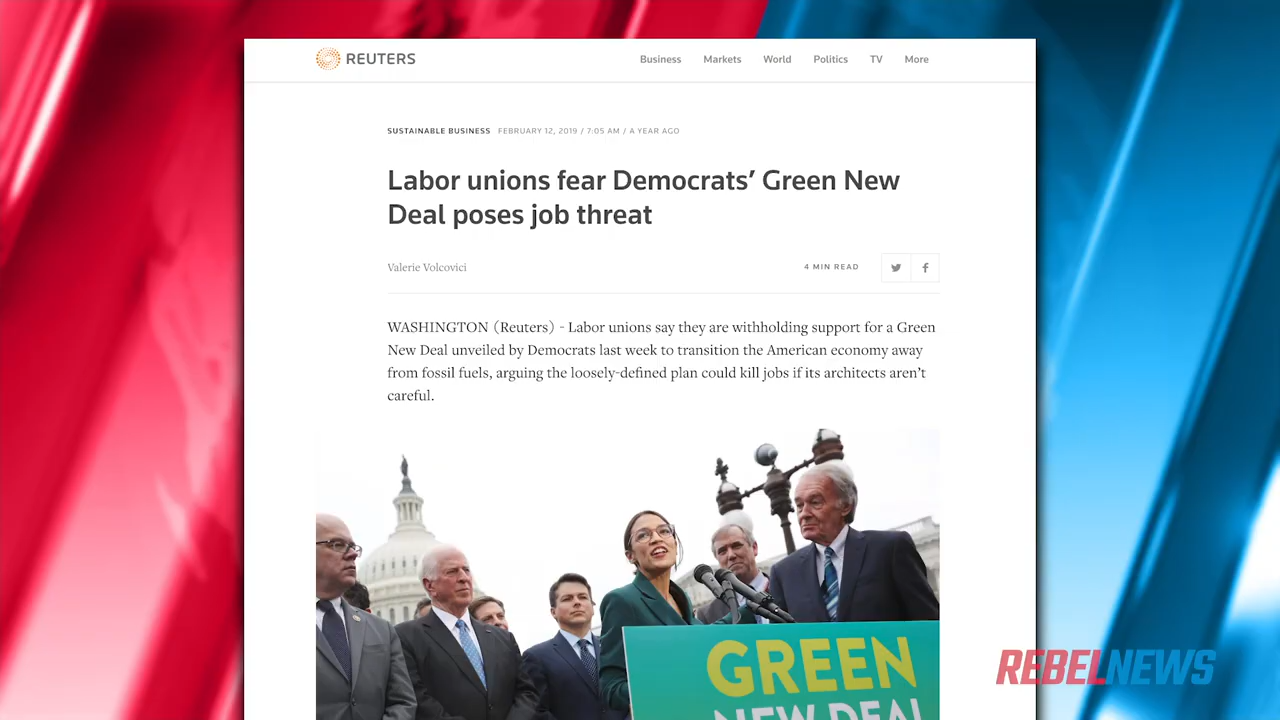 REUTERS
Business Markets World Politics TV More
SUSTAINABLE BUSINESS FEBRUARY 12, 2019 / 7:05 AM / A YEAR AGO
Labor unions fear Democrats’ Green New
Deal poses job threat
Valerie Volcovici
4 MIN READ
WASHINGTON (Reuters) - Labor unions say they are withholding support for a Green
New Deal unveiled by Democrats last week to transition the American economy away
from fossil fuels, arguing the loosely-defined plan could kill jobs if its architects aren’t
careful.
GREEN
NEW DEAL
REBELNEWS